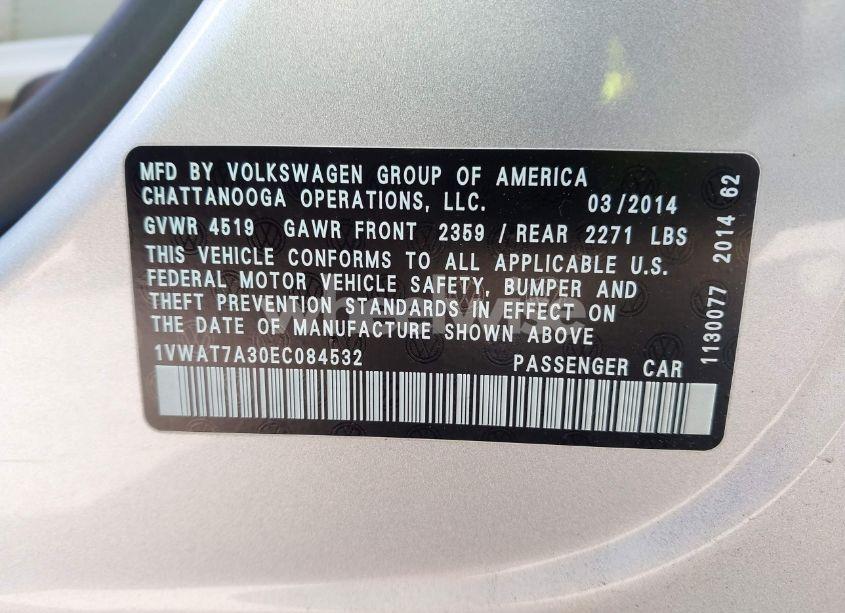 MFD BY VOLKSWAGEN GROUP OF AMERICA
CHATTANOOGA OPERATIONS, LLC. 03/2014
GVWR 4519 GAWR FRONT 2359 / REAR 2271 LBS
THIS VEHICLE CONFORMS TO ALL APPLICABLE U.S.
FEDERAL MOTOR VEHICLE SAFETY, BUMPER AND
THEFT PREVENTION STANDARDS IN EFFECT ON
THE DATE OF MANUFACTURE SHOWN ABOVE
1VWAT7A30EC084532 PASSENGER CAR
1130077 2014 62